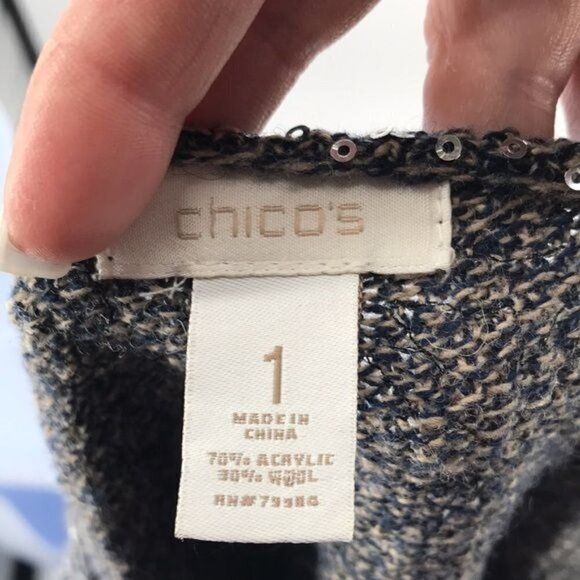 chico's
1
MADE IN
CHINA
70% ACRYLIC
30% WOOL